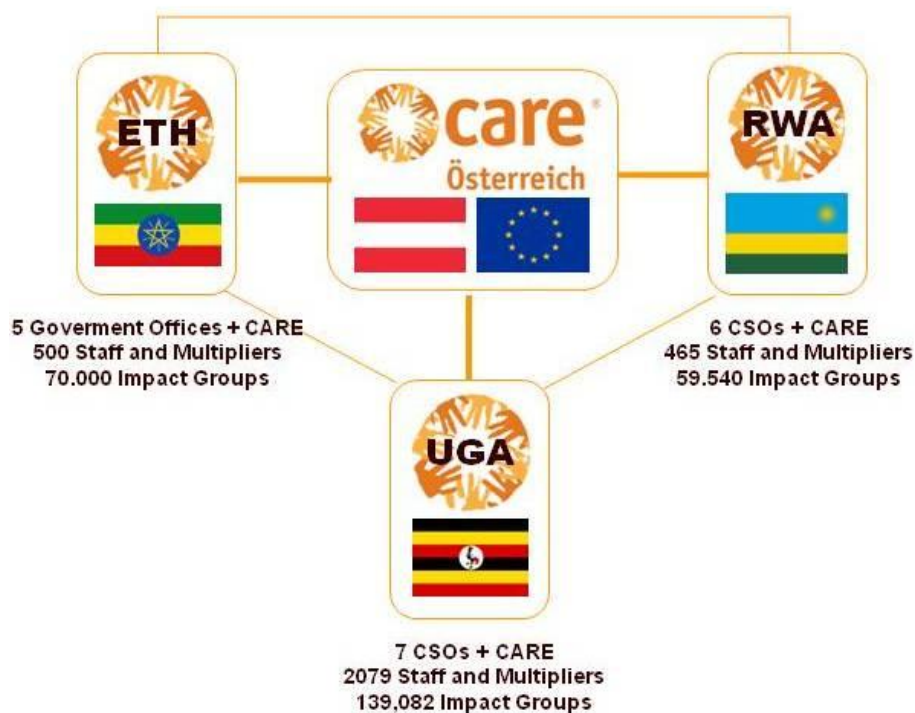 ETH
care®
Österreich
RWA
5 Goverment Offices + CARE
500 Staff and Multipliers
70.000 Impact Groups
6 CSOs + CARE
465 Staff and Multipliers
59.540 Impact Groups
UGA
7 CSOs + CARE
2079 Staff and Multipliers
139,082 Impact Groups